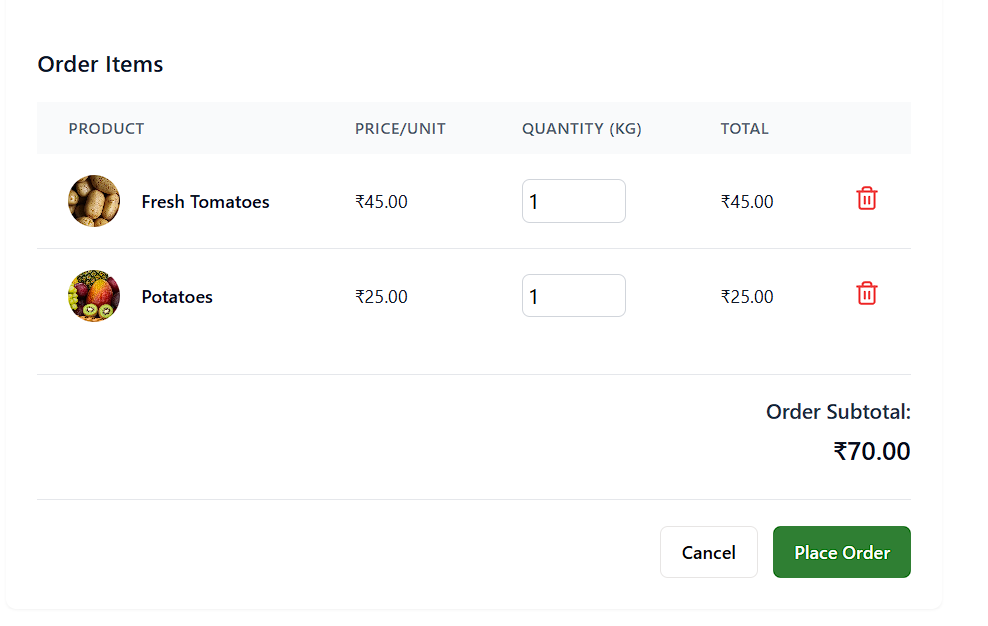 Order Items
PRODUCT PRICE/UNIT QUANTITY (KG) TOTAL
Fresh Tomatoes ₹45.00 1 ₹45.00
Potatoes ₹25.00 1 ₹25.00
Order Subtotal:
₹70.00
Cancel Place Order